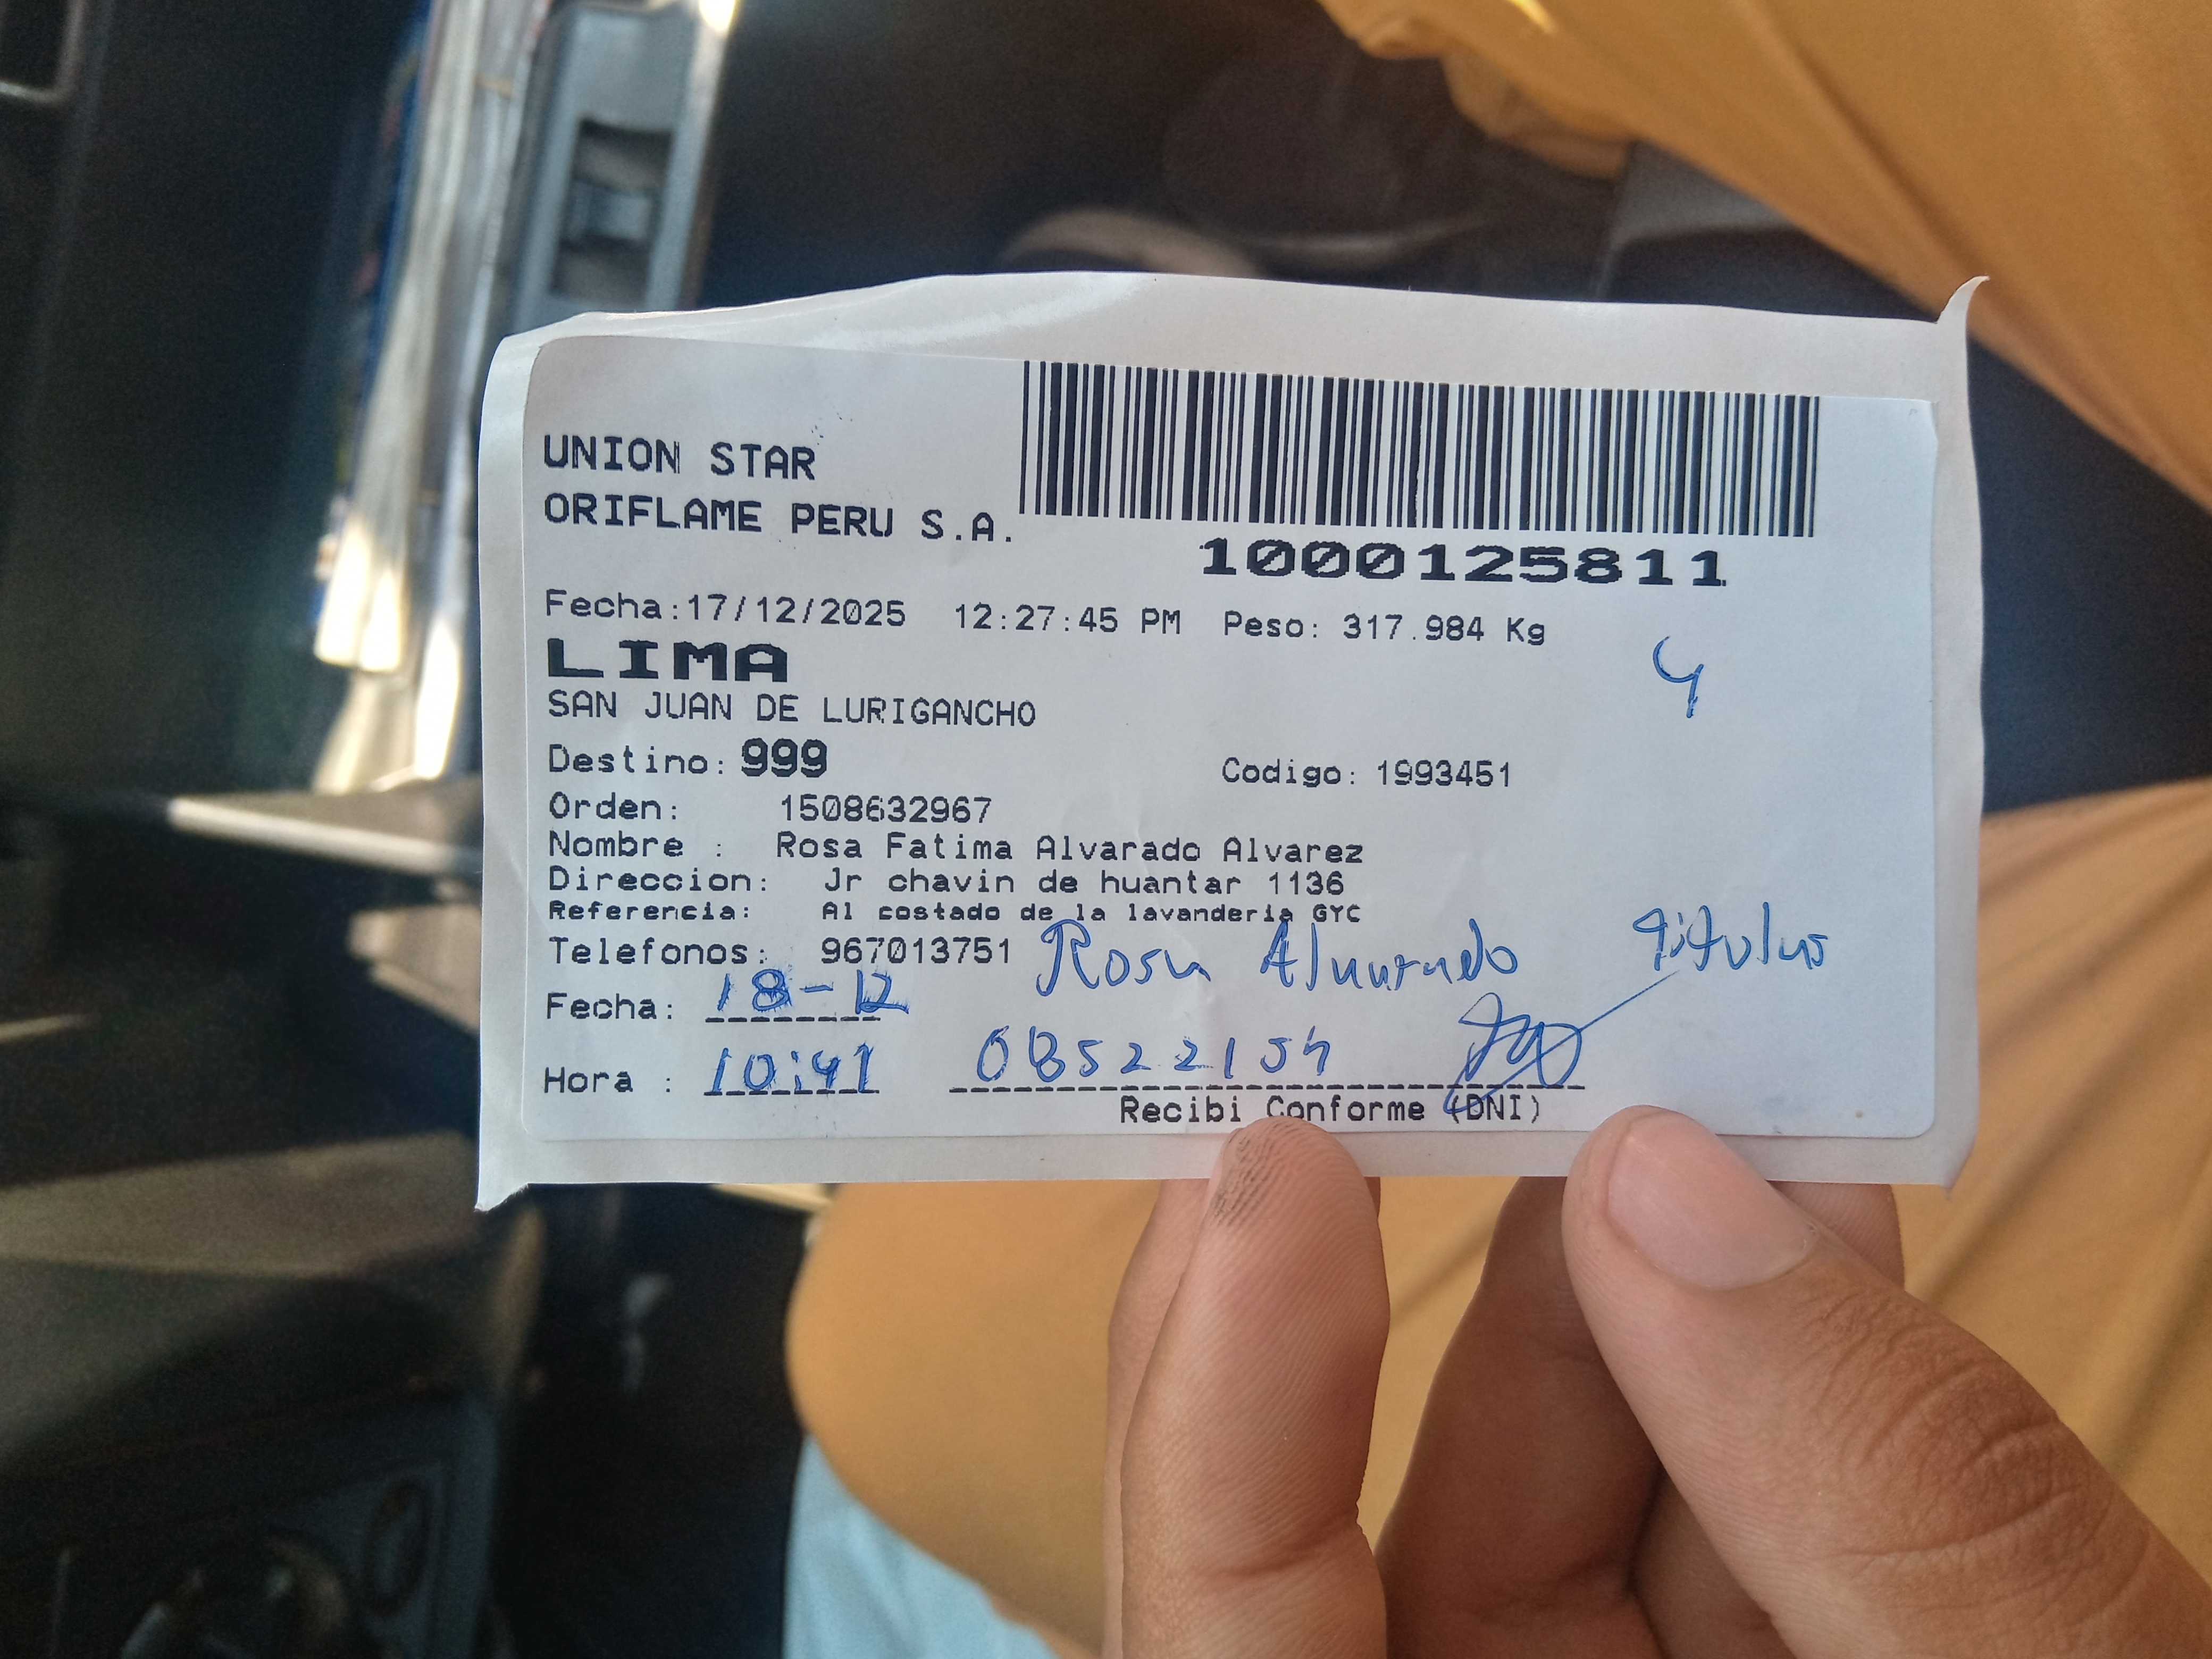 UNION STAR
ORIFLAME PERU S.A.
1000125811
Fecha:17/12/2025 12:27:45 PM Peso: 317.984 Kg
LIMA
4
SAN JUAN DE LURIGANCHO
Destino: 999 Codigo: 1993451
Orden: 1508632967
Nombre : Rosa Fatima Alvarado Alvarez
Direccion: Jr chavin de huantar 1136
Referencia: Al costado de la lavanderia GYC
Telefonos: 967013751 Rosa Alvarado titular
Fecha: 18-12
Hora : 10:41 08522154
Recibi Conforme (DNI)